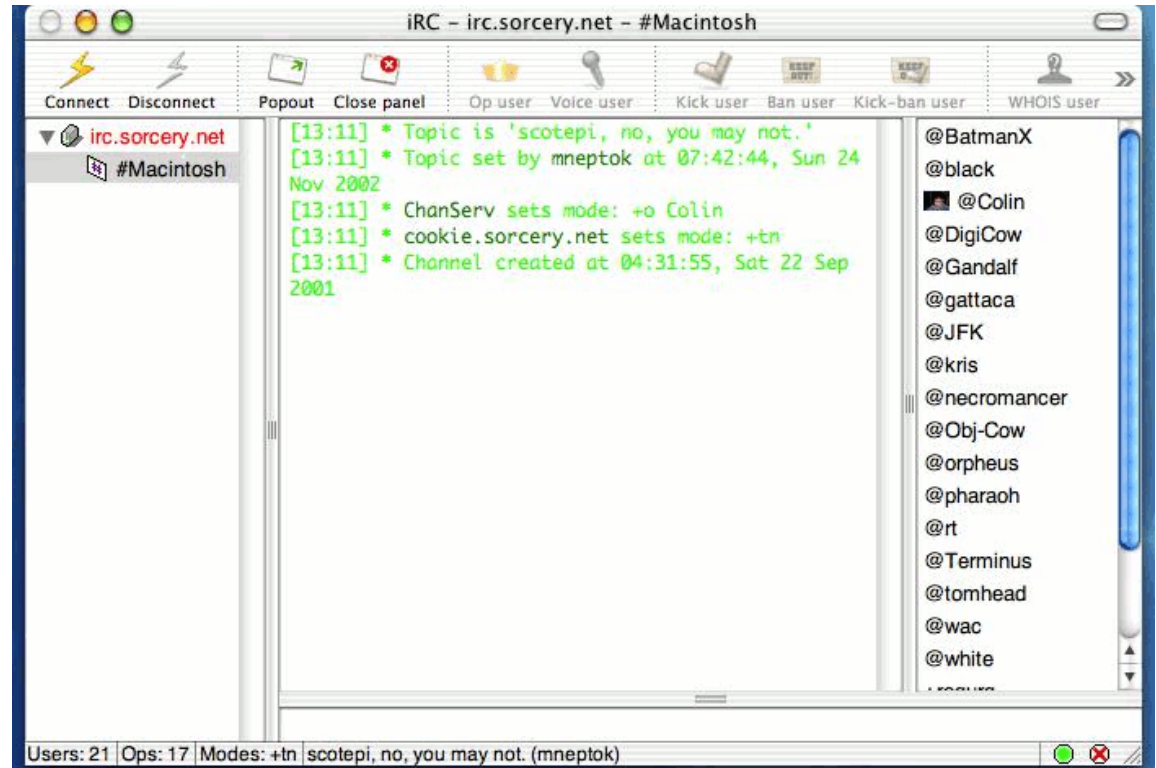 iRC – irc.sorcery.net – #Macintosh
Connect Disconnect Popout Close panel Op user Voice user Kick user Ban user Kick-ban user WHOIS user
irc.sorcery.net
#Macintosh
[13:11] * Topic is 'scotepi, no, you may not.'
[13:11] * Topic set by mneptok at 07:42:44, Sun 24
Nov 2002
[13:11] * ChanServ sets mode: +o Colin
[13:11] * cookie.sorcery.net sets mode: +tn
[13:11] * Channel created at 04:31:55, Sat 22 Sep
2001
@BatmanX
@black
@Colin
@DigiCow
@Gandalf
@gattaca
@JFK
@kris
@necromancer
@Obj-Cow
@orpheus
@pharaoh
@rt
@Terminus
@tomhead
@wac
@white
Users: 21 Ops: 17 Modes: +tn scotepi, no, you may not. (mneptok)